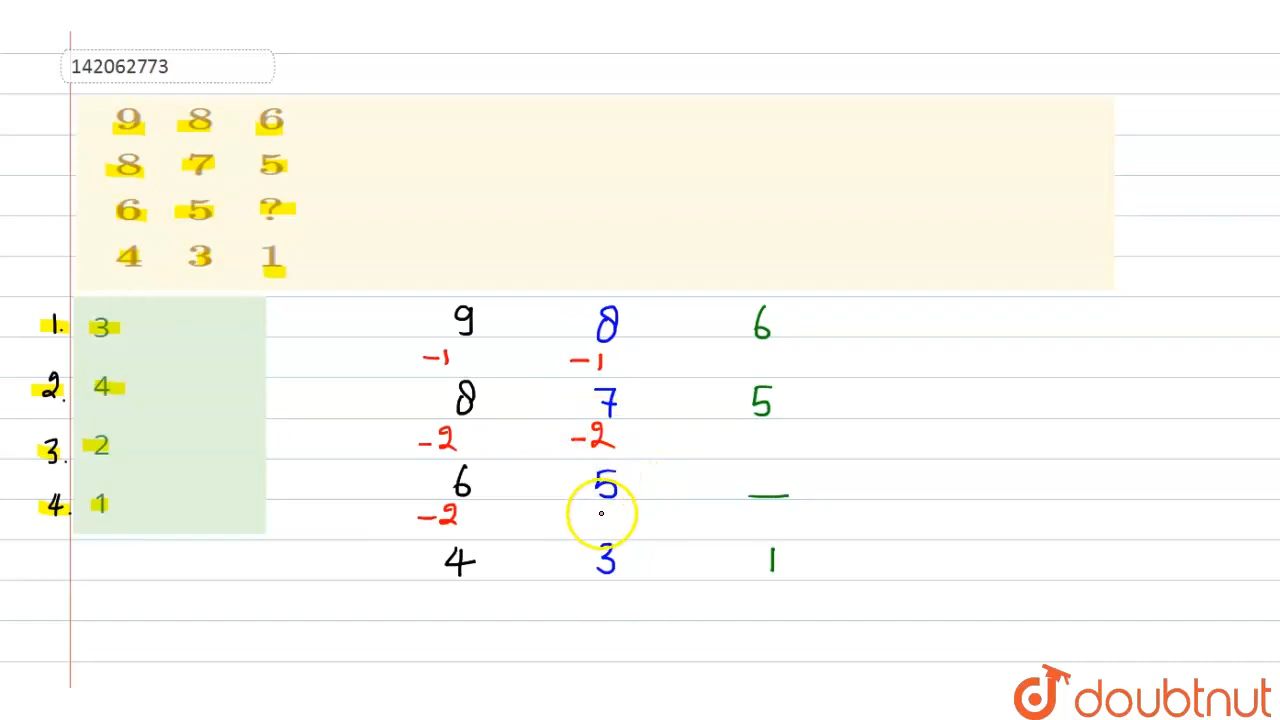 142062773
9 8 6
8 7 5
6 5 ?
4 3 1
1. 3
2. 4
3. 2
4. 1
9 8 6
-1 -1
8 7 5
-2 -2
6 5 _
-2
4 3 1
doubtnut